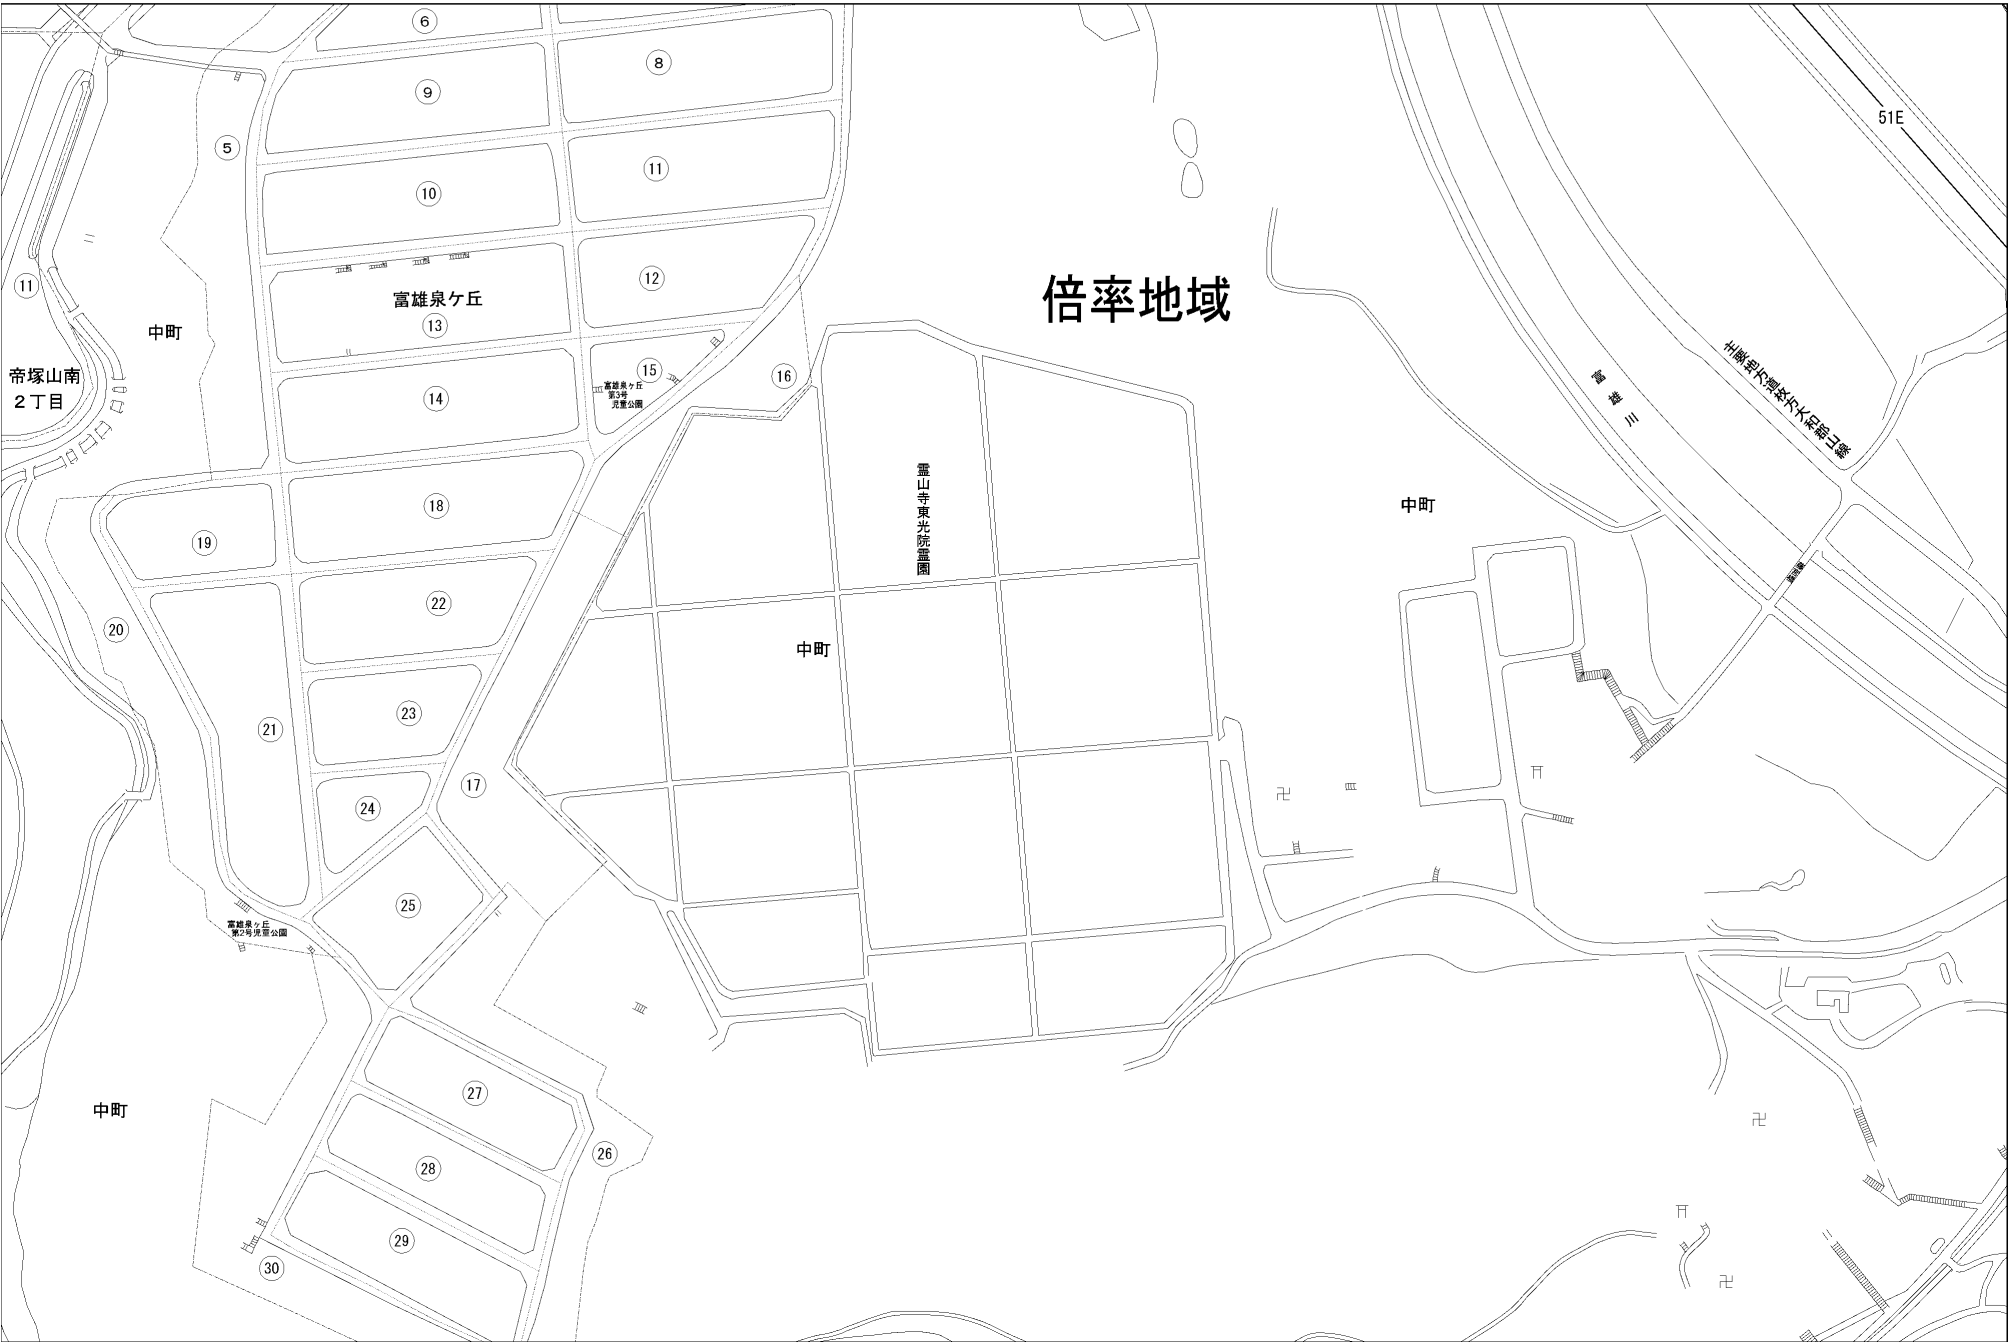 ⑥
⑧
⑨
51E
⑤
⑪
⑩
⑫
⑪
倍率地域
富雄泉ケ丘
⑬
中町
帝塚山南
２丁目
⑮
富雄泉ヶ丘
第3号
児童公園
⑯
⑭
富雄川
主要地方道枚方大和郡山線
霊山寺東光院霊園
中町
⑱
⑲
㉒
⑳
中町
㉓
㉑
⑰
㉔
㉕
富雄泉ヶ丘
第2号児童公園
㉗
中町
㉖
㉘
㉙
㉚